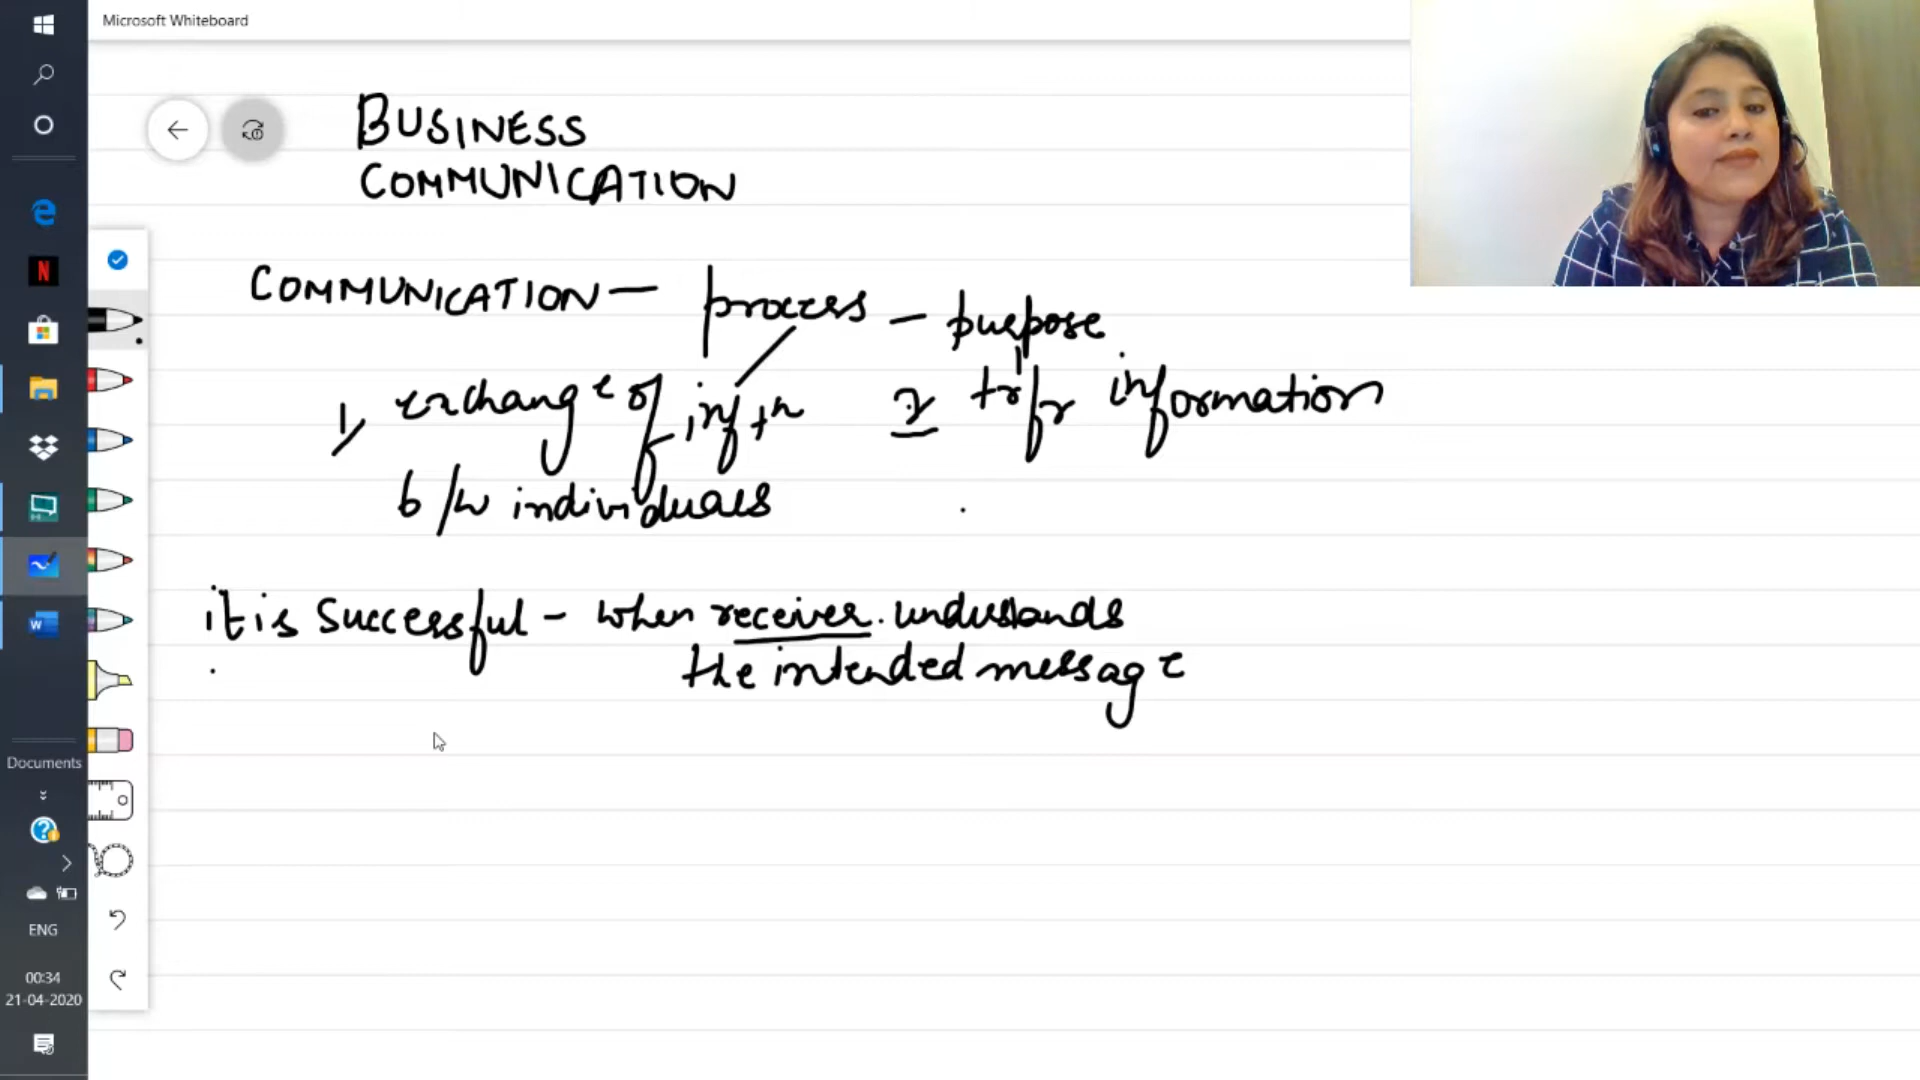 Microsoft Whiteboard
BUSINESS
COMMUNICATION
COMMUNICATION — process — purpose
1, exchange of inf+n 2 trfr information
b/w individuals
it is successful - when receiver understands
the intended message
Documents
ENG
00:34
21-04-2020